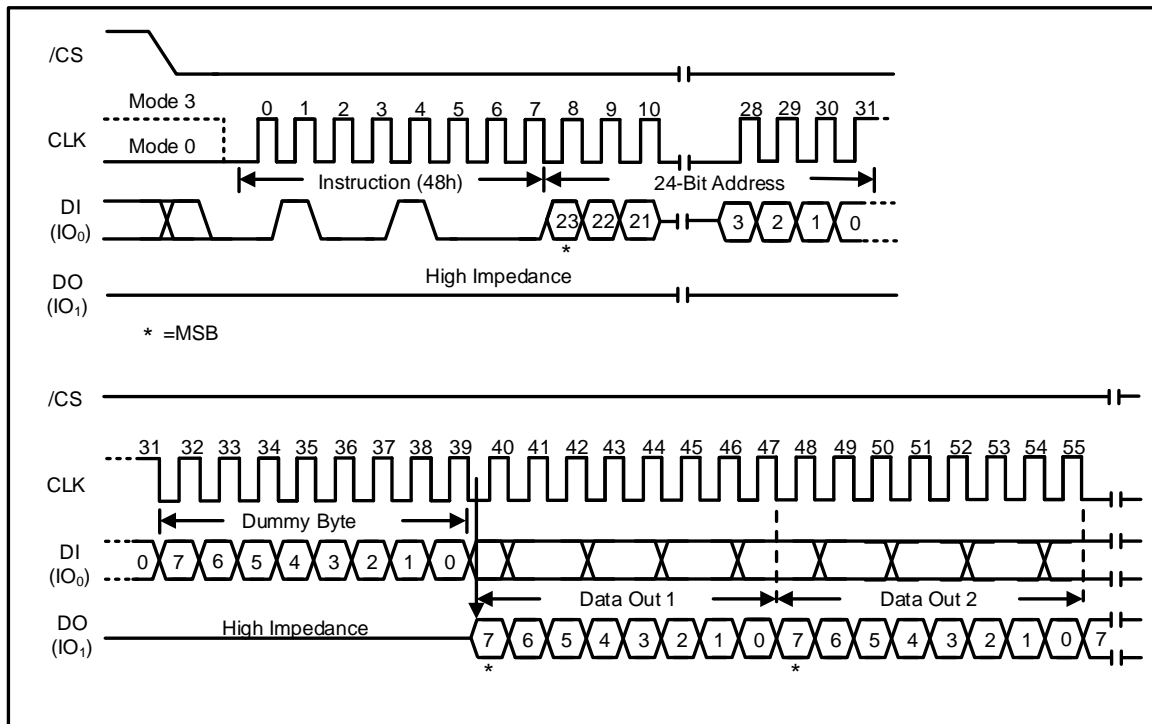 /CS
Mode 3
0 1 2 3 4 5 6 7 8 9 10 28 29 30 31
CLK
Mode 0
Instruction (48h) 24-Bit Address
DI
(IO₀)
23 22 21 3 2 1 0
*
High Impedance
DO
(IO₁)
* =MSB
/CS
31 32 33 34 35 36 37 38 39 40 41 42 43 44 45 46 47 48 49 50 51 52 53 54 55
CLK
Dummy Byte
DI
(IO₀)
0 7 6 5 4 3 2 1 0
Data Out 1 Data Out 2
DO
(IO₁)
High Impedance
7 6 5 4 3 2 1 0 7 6 5 4 3 2 1 0 7
* *